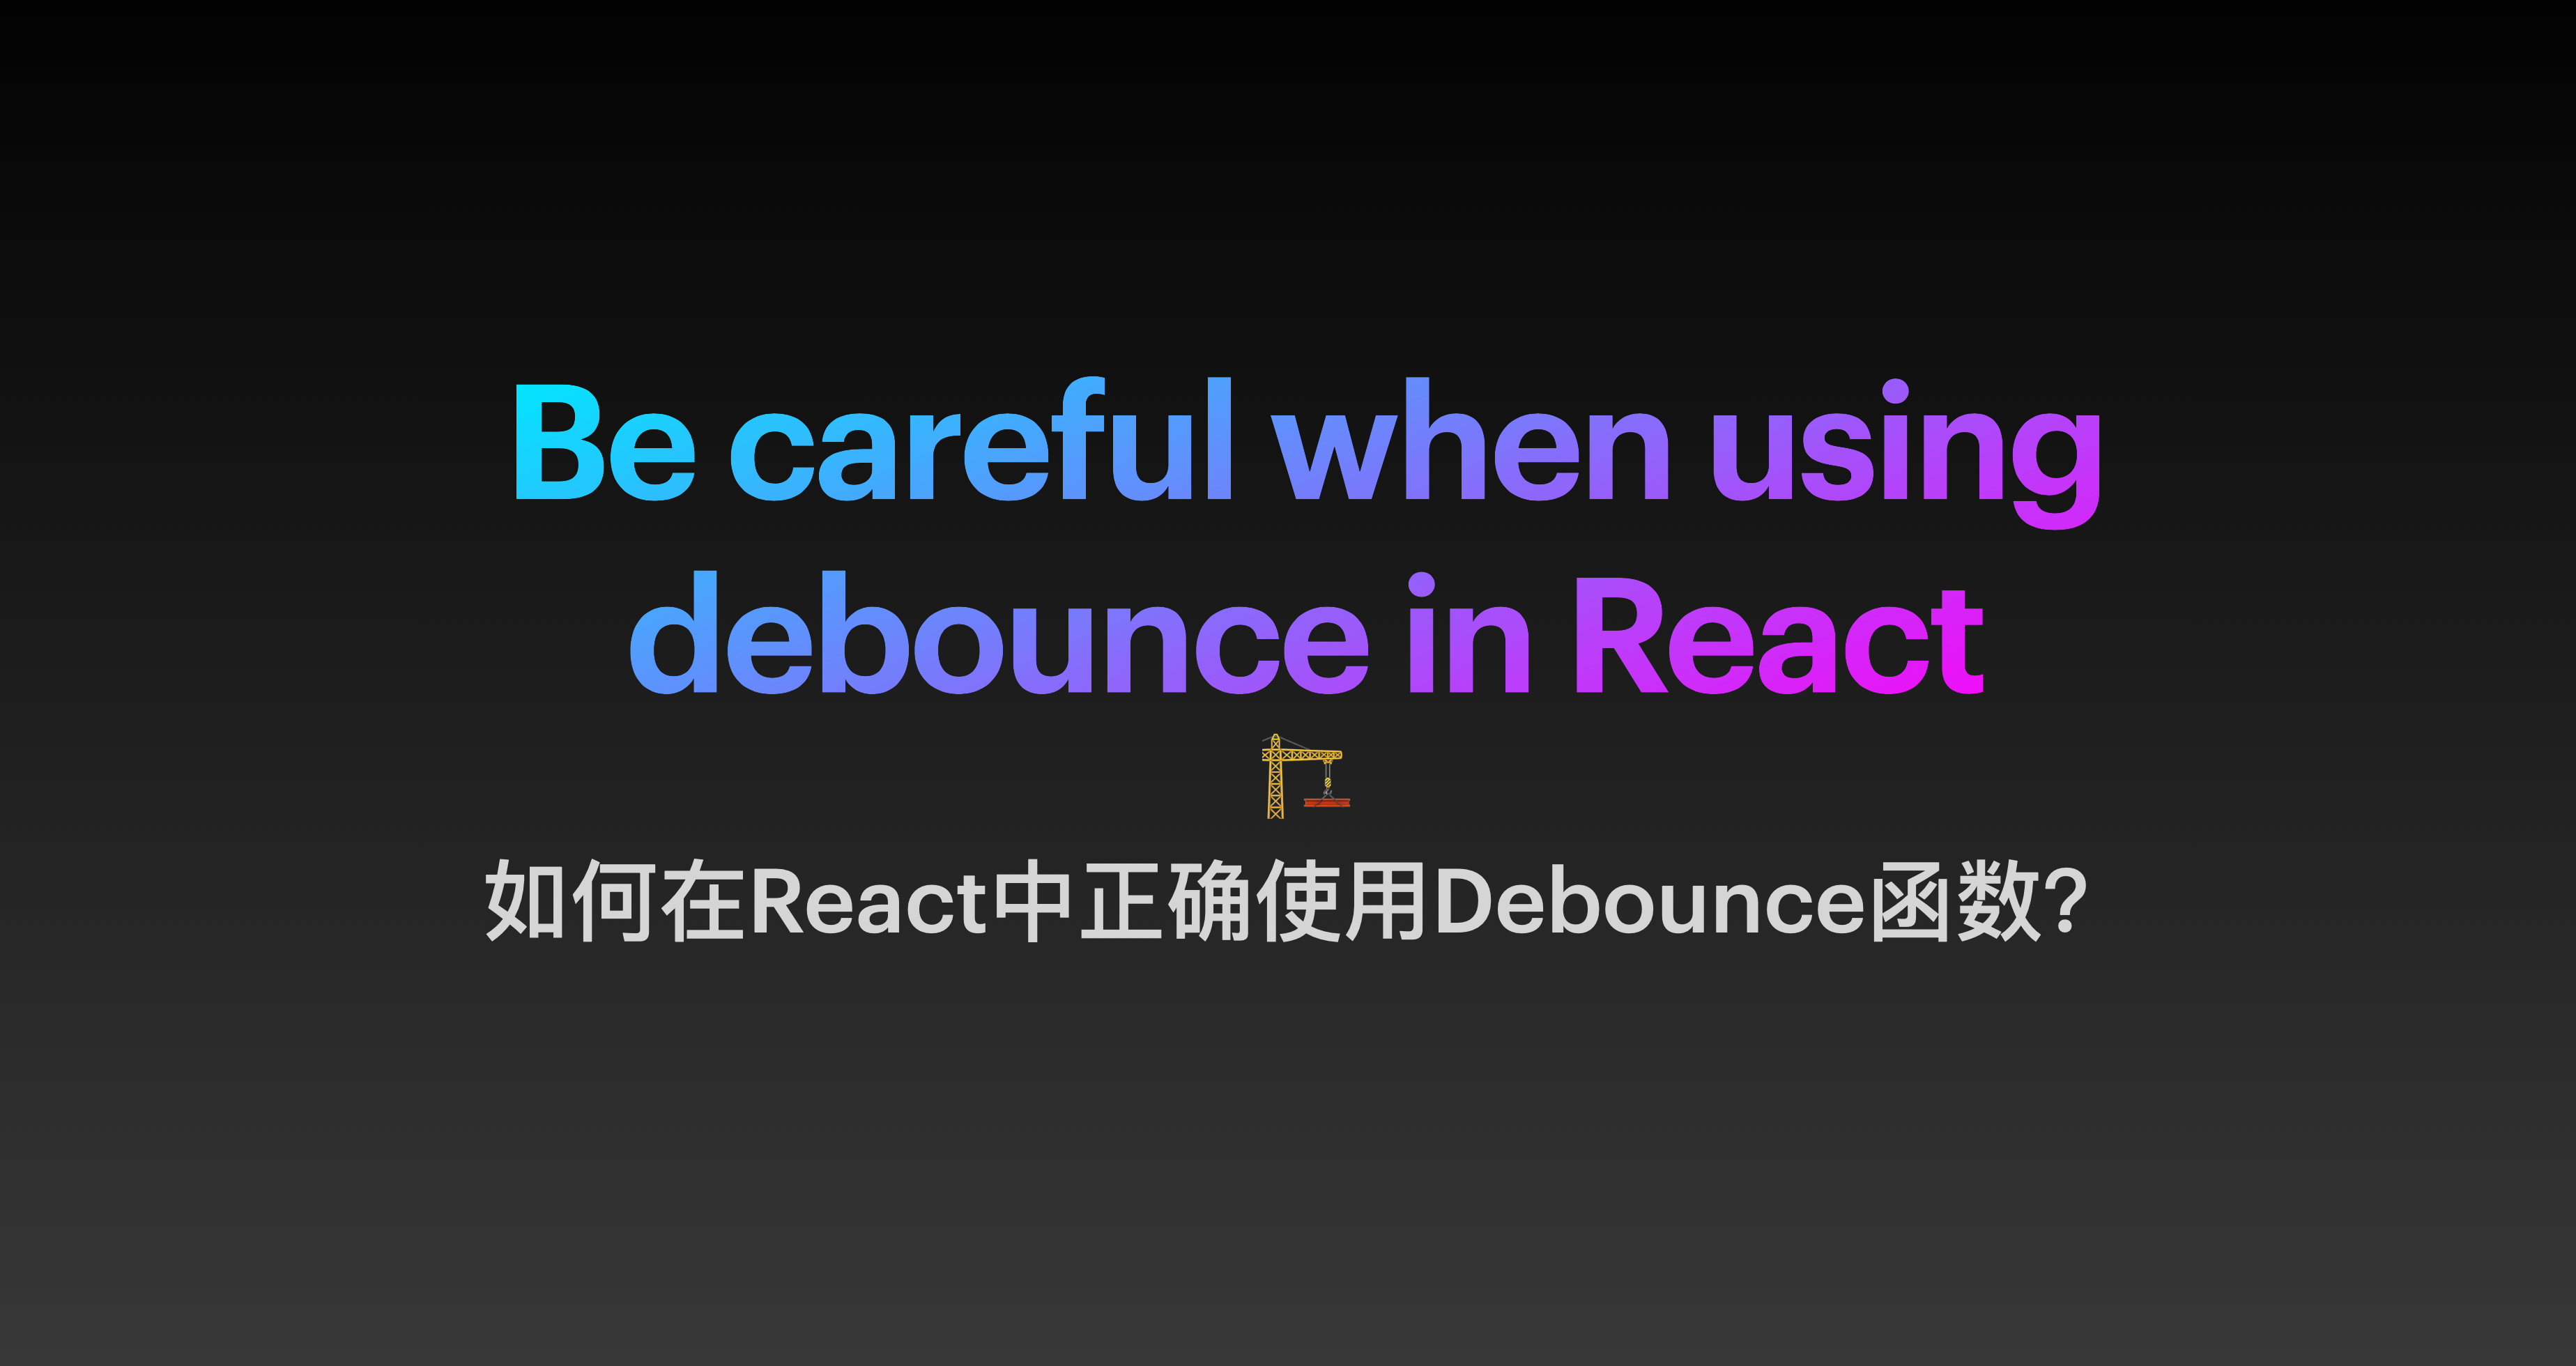 Be careful when using
debounce in React
如何在React中正确使用Debounce函数?